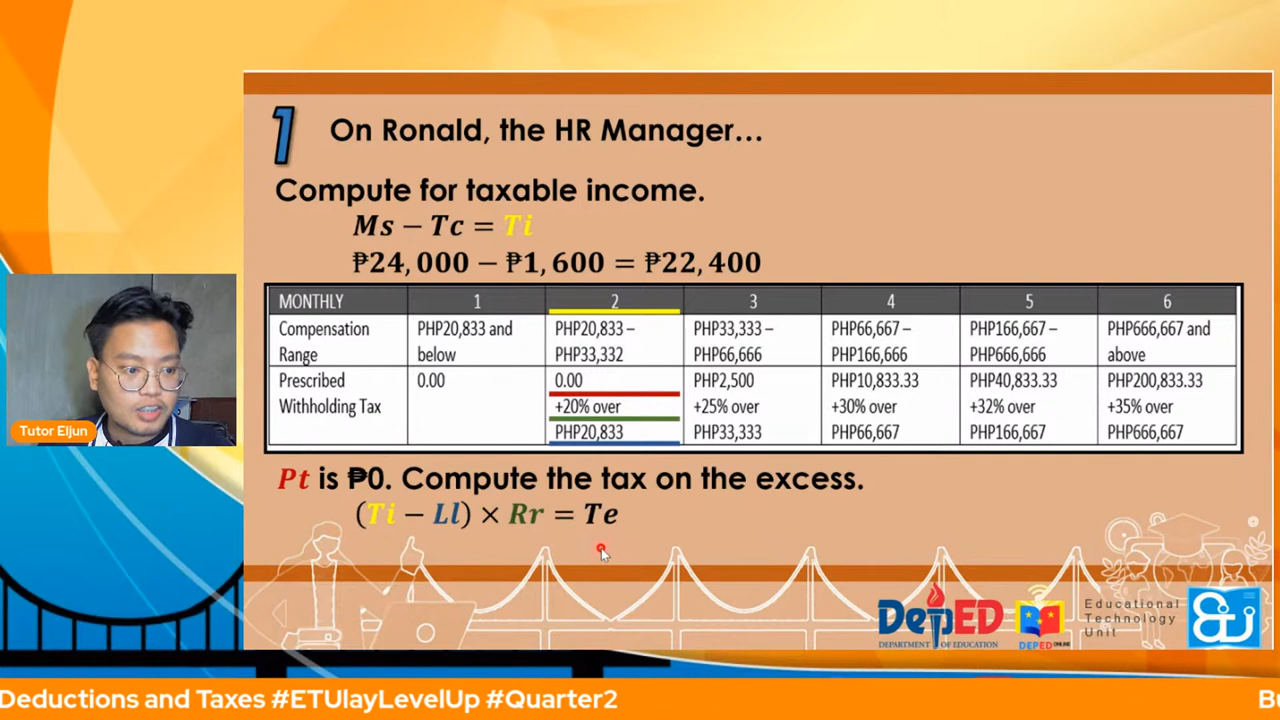 1
On Ronald, the HR Manager...
Compute for taxable income.
Ms − Tc = Ti
₱24,000 − ₱1,600 = ₱22,400
MONTHLY 1 2 3 4 5 6
Compensation PHP20,833 and PHP20,833 – PHP33,333 – PHP66,667 – PHP166,667 – PHP666,667 and
Range below PHP33,332 PHP66,666 PHP166,666 PHP666,666 above
Prescribed 0.00 0.00 PHP2,500 PHP10,833.33 PHP40,833.33 PHP200,833.33
Withholding Tax +20% over +25% over +30% over +32% over +35% over
PHP20,833 PHP33,333 PHP66,667 PHP166,667 PHP666,667
Pt is ₱0. Compute the tax on the excess.
(Ti − Ll) × Rr = Te
Tutor Eljun
DepED
DEPARTMENT OF EDUCATION
DEPED ONLINE
Educational
Technology
Unit
Deductions and Taxes #ETUlayLevelUp #Quarter2
Bu